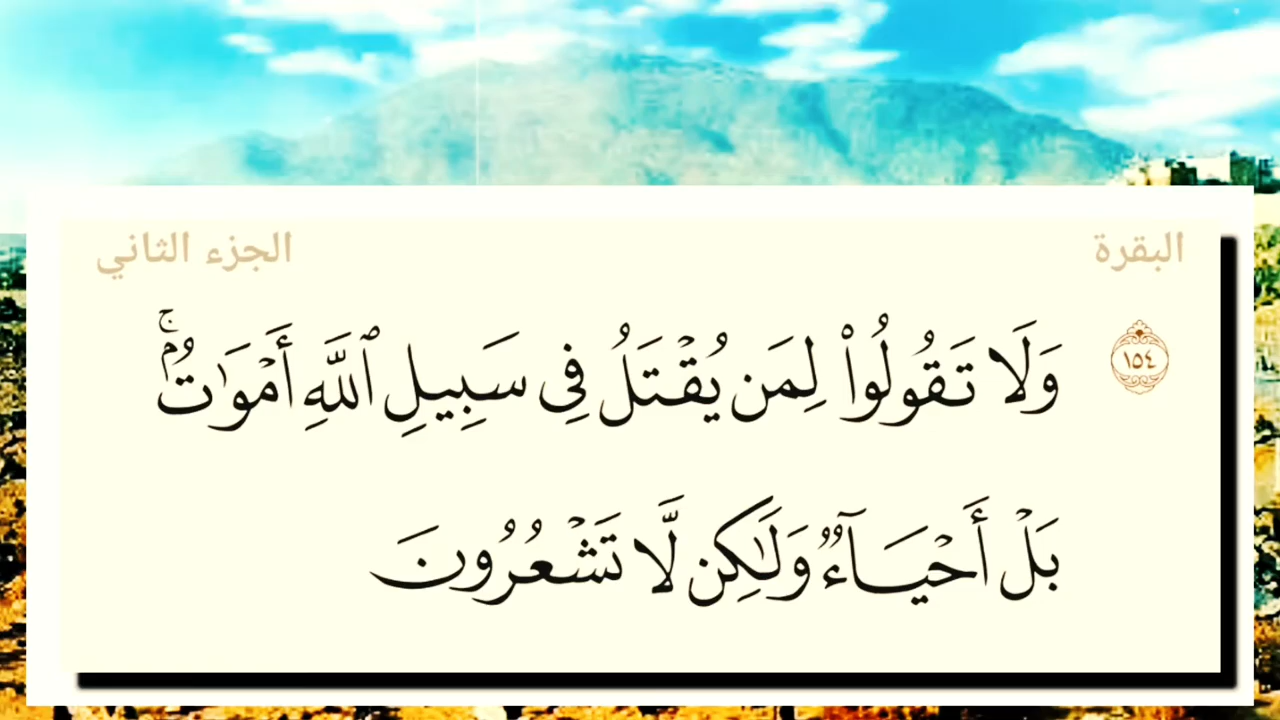 البقرة الجزء الثاني
١٥٤ وَلَا تَقُولُوا۟ لِمَن يُقْتَلُ فِى سَبِيلِ ٱللَّهِ أَمْوَٰتٌۢ ۚ
بَلْ أَحْيَآءٌ وَلَـٰكِن لَّا تَشْعُرُونَ